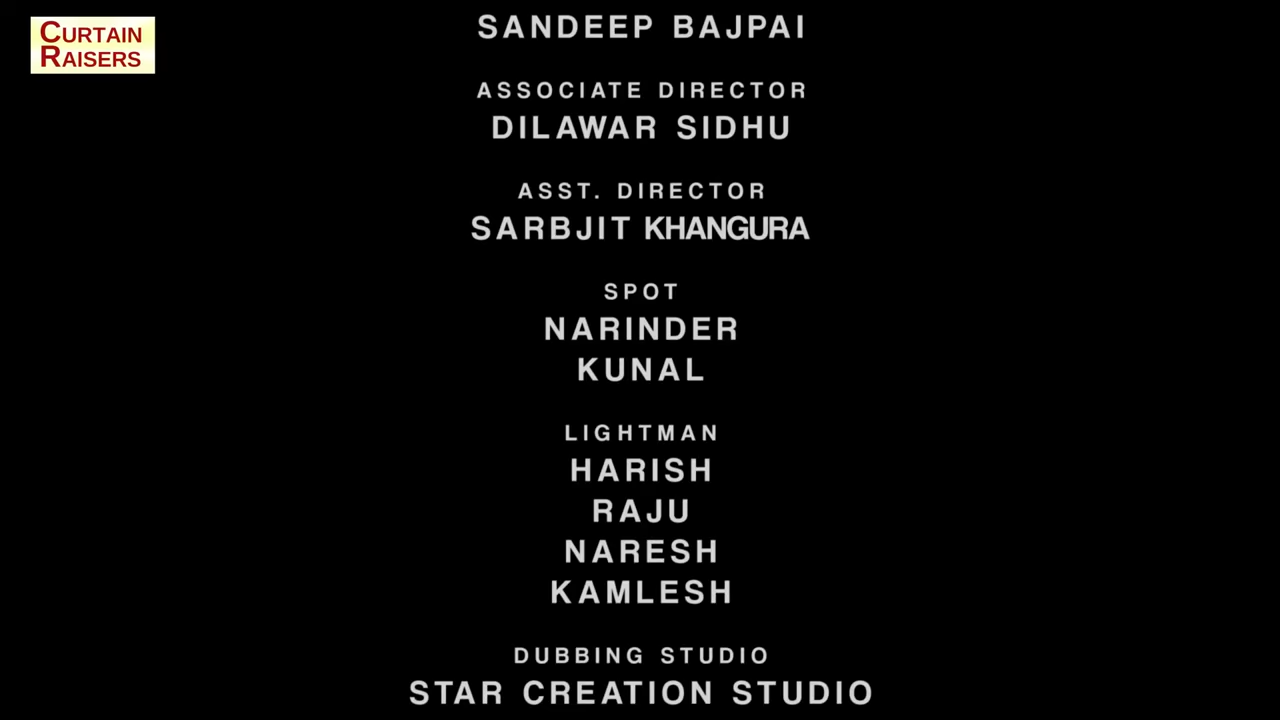 CURTAIN
RAISERS
SANDEEP BAJPAI
ASSOCIATE DIRECTOR
DILAWAR SIDHU
ASST. DIRECTOR
SARBJIT KHANGURA
SPOT
NARINDER
KUNAL
LIGHTMAN
HARISH
RAJU
NARESH
KAMLESH
DUBBING STUDIO
STAR CREATION STUDIO